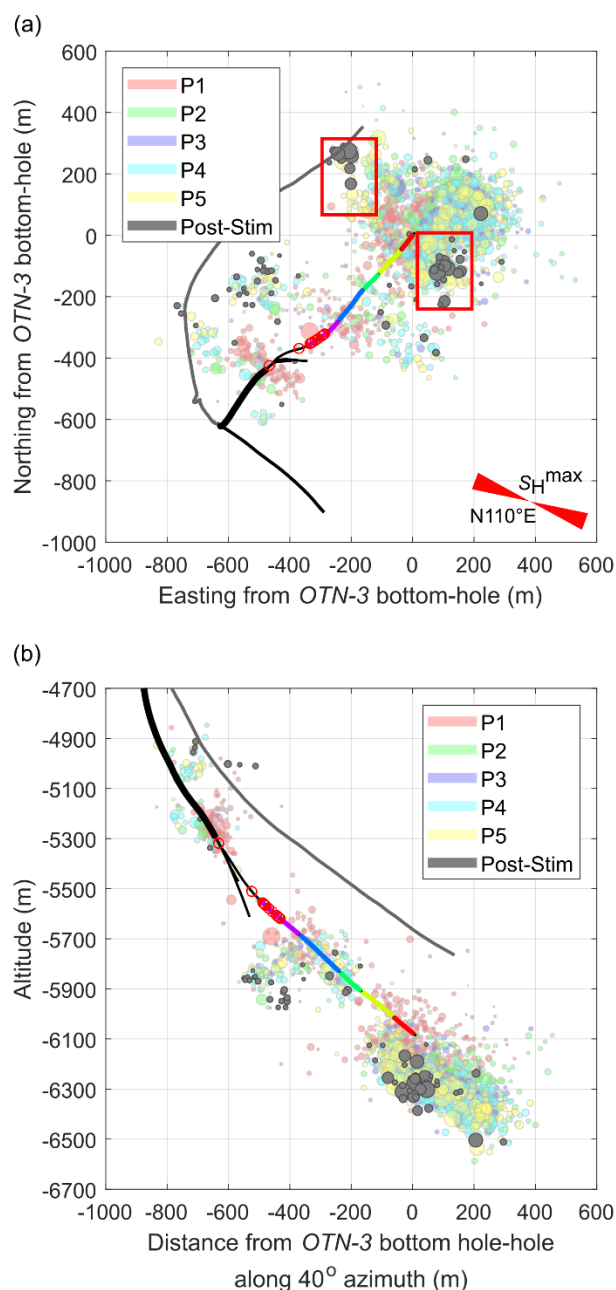 (a)
600
400
200
0
-200
-400
-600
-800
-1000
Northing from OTN-3 bottom-hole (m)
P1
P2
P3
P4
P5
Post-Stim
SHmax
N110°E
-1000 -800 -600 -400 -200 0 200 400 600
Easting from OTN-3 bottom-hole (m)
(b)
-4700
-4900
-5100
-5300
-5500
-5700
-5900
-6100
-6300
-6500
-6700
Altitude (m)
P1
P2
P3
P4
P5
Post-Stim
-1000 -800 -600 -400 -200 0 200 400 600
Distance from OTN-3 bottom hole-hole
along 40° azimuth (m)